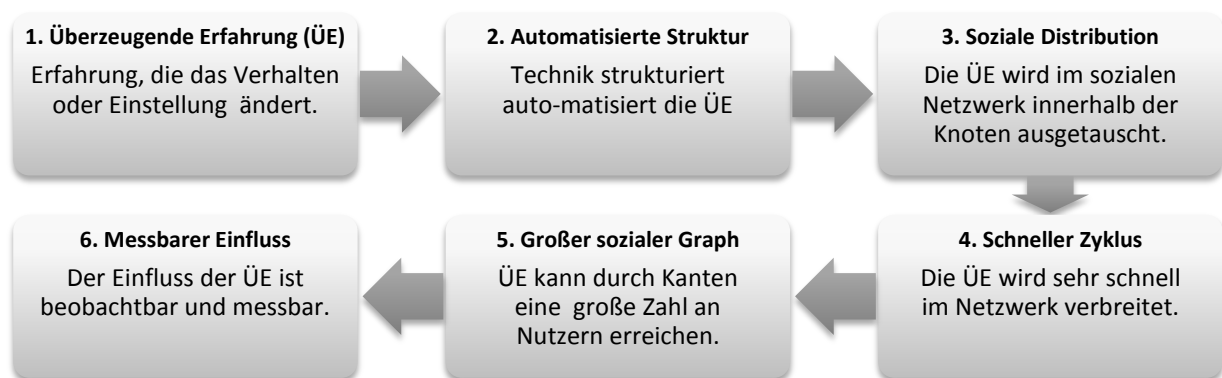 1. Überzeugende Erfahrung (ÜE)
Erfahrung, die das Verhalten
oder Einstellung ändert.
2. Automatisierte Struktur
Technik strukturiert
auto-matisiert die ÜE
3. Soziale Distribution
Die ÜE wird im sozialen
Netzwerk innerhalb der
Knoten ausgetauscht.
4. Schneller Zyklus
Die ÜE wird sehr schnell
im Netzwerk verbreitet.
5. Großer sozialer Graph
ÜE kann durch Kanten
eine große Zahl an
Nutzern erreichen.
6. Messbarer Einfluss
Der Einfluss der ÜE ist
beobachtbar und messbar.